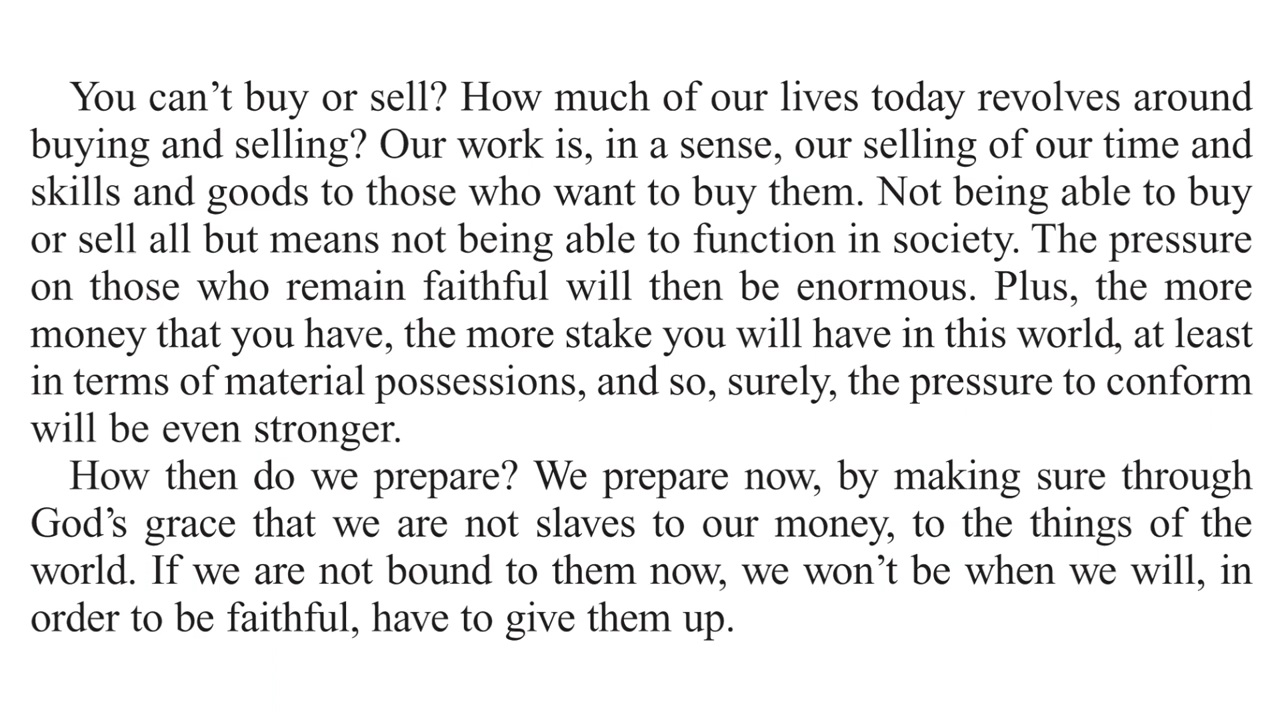 You can’t buy or sell? How much of our lives today revolves around
buying and selling? Our work is, in a sense, our selling of our time and
skills and goods to those who want to buy them. Not being able to buy
or sell all but means not being able to function in society. The pressure
on those who remain faithful will then be enormous. Plus, the more
money that you have, the more stake you will have in this world, at least
in terms of material possessions, and so, surely, the pressure to conform
will be even stronger.
How then do we prepare? We prepare now, by making sure through
God’s grace that we are not slaves to our money, to the things of the
world. If we are not bound to them now, we won’t be when we will, in
order to be faithful, have to give them up.